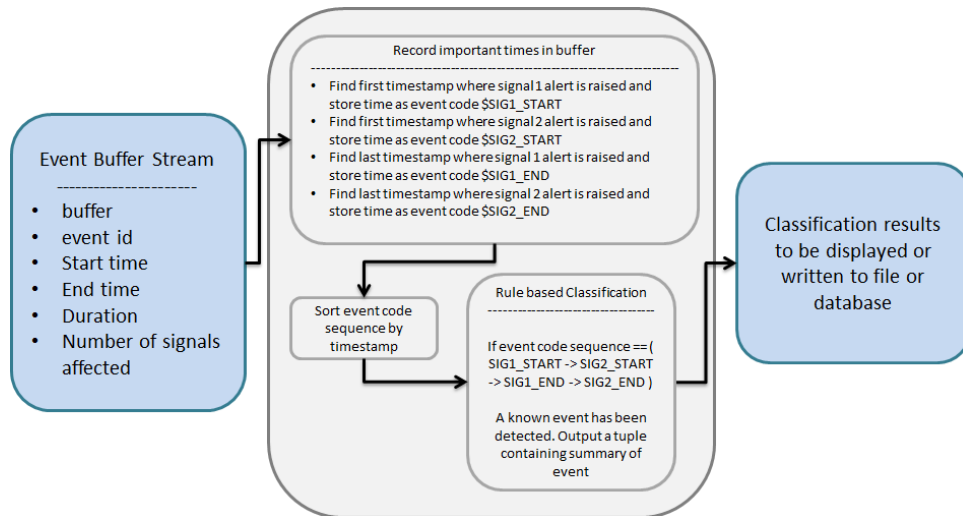 Event Buffer Stream
----------------------
• buffer
• event id
• Start time
• End time
• Duration
• Number of signals
affected
Record important times in buffer
--------------------------------------------------------------------------------
• Find first timestamp where signal 1 alert is raised and
store time as event code $SIG1_START
• Find first timestamp where signal 2 alert is raised and
store time as event code $SIG2_START
• Find last timestamp where signal 1 alert is raised and
store time as event code $SIG1_END
• Find last timestamp where signal 2 alert is raised and
store time as event code $SIG2_END
Sort event code
sequence by
timestamp
Rule based Classification
------------------------------------
If event code sequence == (
SIG1_START -> SIG2_START
-> SIG1_END -> SIG2_END )
A known event has been
detected. Output a tuple
containing summary of
event
Classification results
to be displayed or
written to file or
database